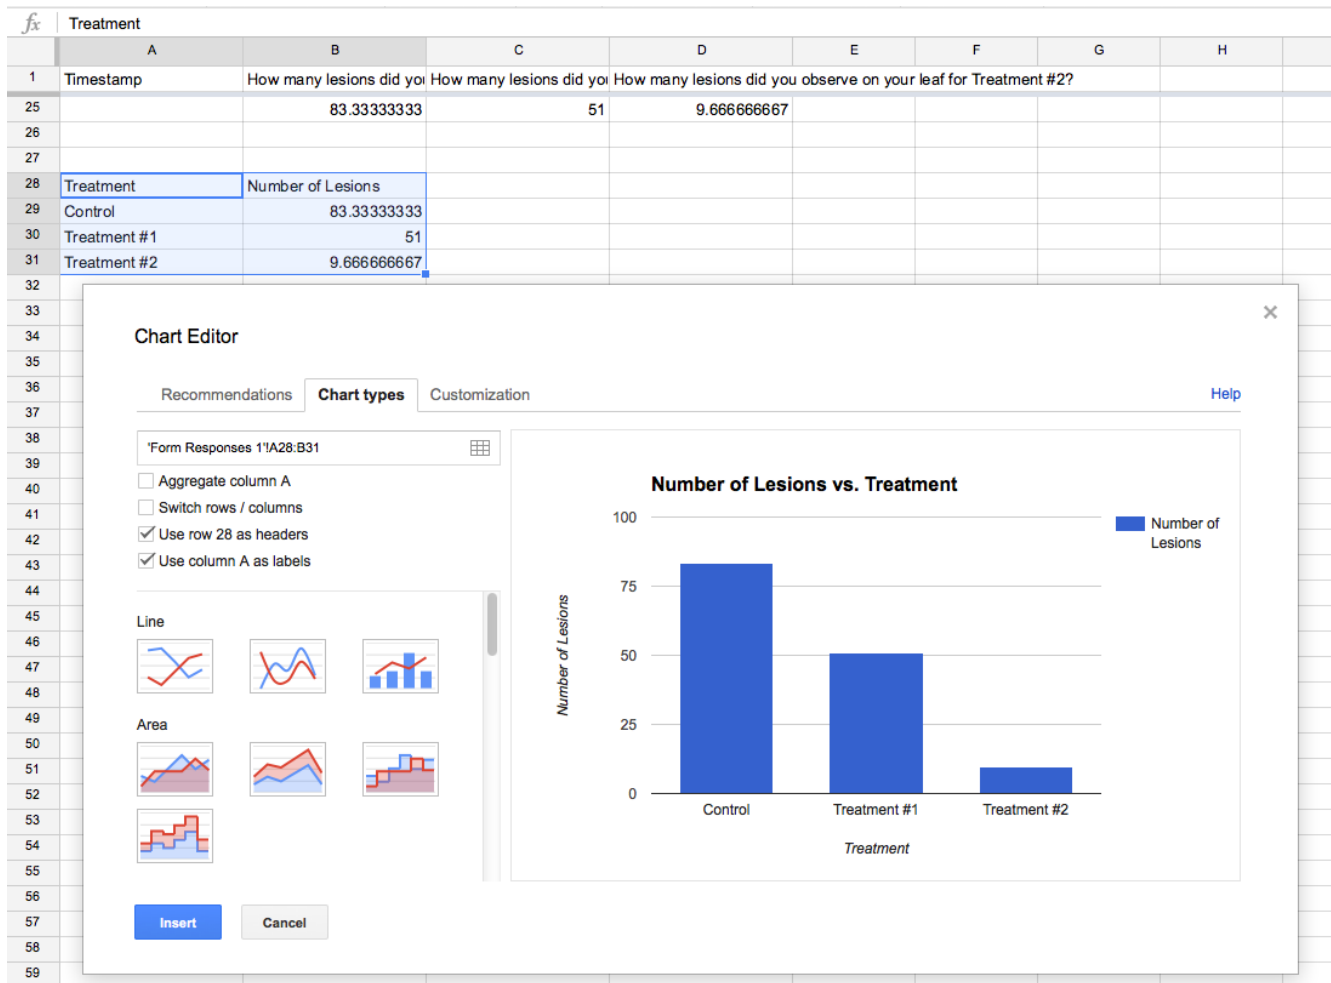 fx Treatment
A B C D E F G H
1 Timestamp How many lesions did you How many lesions did you How many lesions did you observe on your leaf for Treatment #2?
25 83.33333333 51 9.666666667
26
27
28 Treatment Number of Lesions
29 Control 83.33333333
30 Treatment #1 51
31 Treatment #2 9.666666667
32
33
34
35
36
37
38
39
40
41
42
43
44
45
46
47
48
49
50
51
52
53
54
55
56
57
58
59
Chart Editor
Recommendations Chart types Customization Help
'Form Responses 1'!A28:B31
Aggregate column A
Switch rows / columns
Use row 28 as headers
Use column A as labels
Line
Area
Insert Cancel
Number of Lesions vs. Treatment
100
75
50
25
0
Number of Lesions
Control Treatment #1 Treatment #2
Treatment
Number of
Lesions